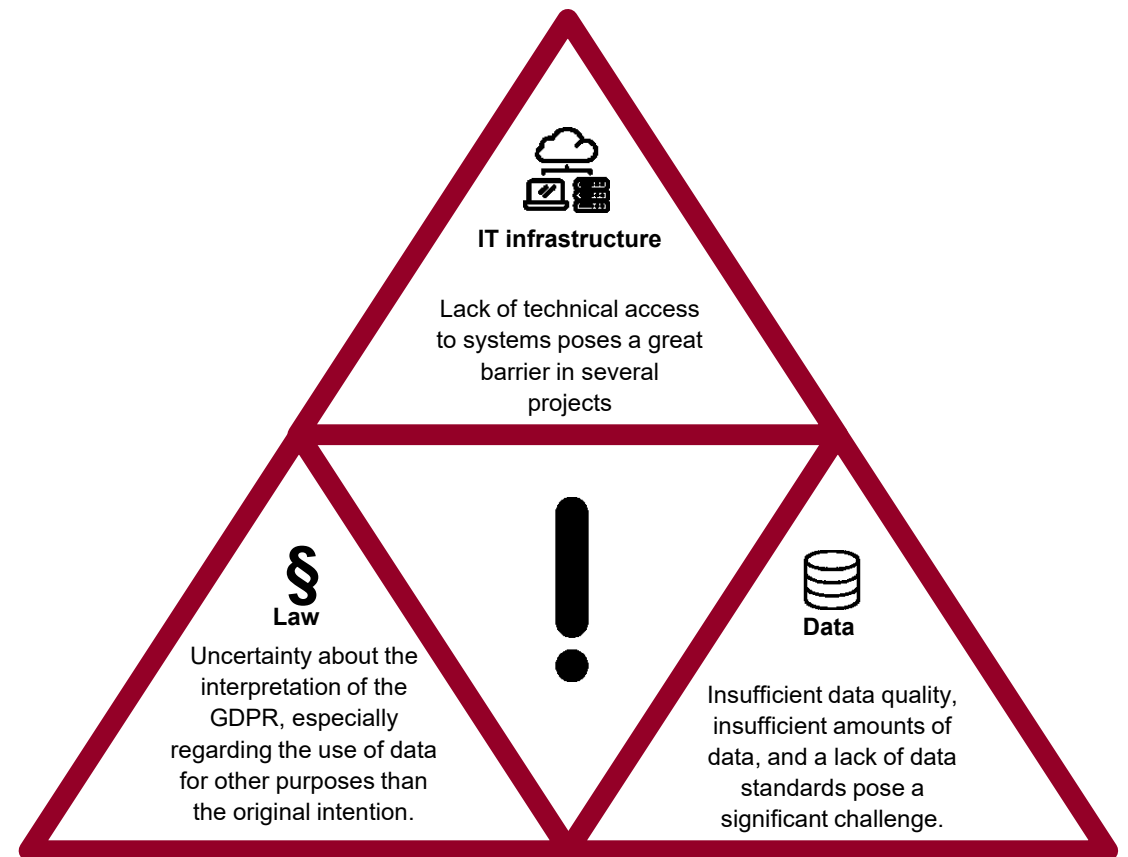 IT infrastructure
Lack of technical access
to systems poses a great
barrier in several
projects
!
§
Law
Uncertainty about the
interpretation of the
GDPR, especially
regarding the use of data
for other purposes than
the original intention.
Data
Insufficient data quality,
insufficient amounts of
data, and a lack of data
standards pose a
significant challenge.